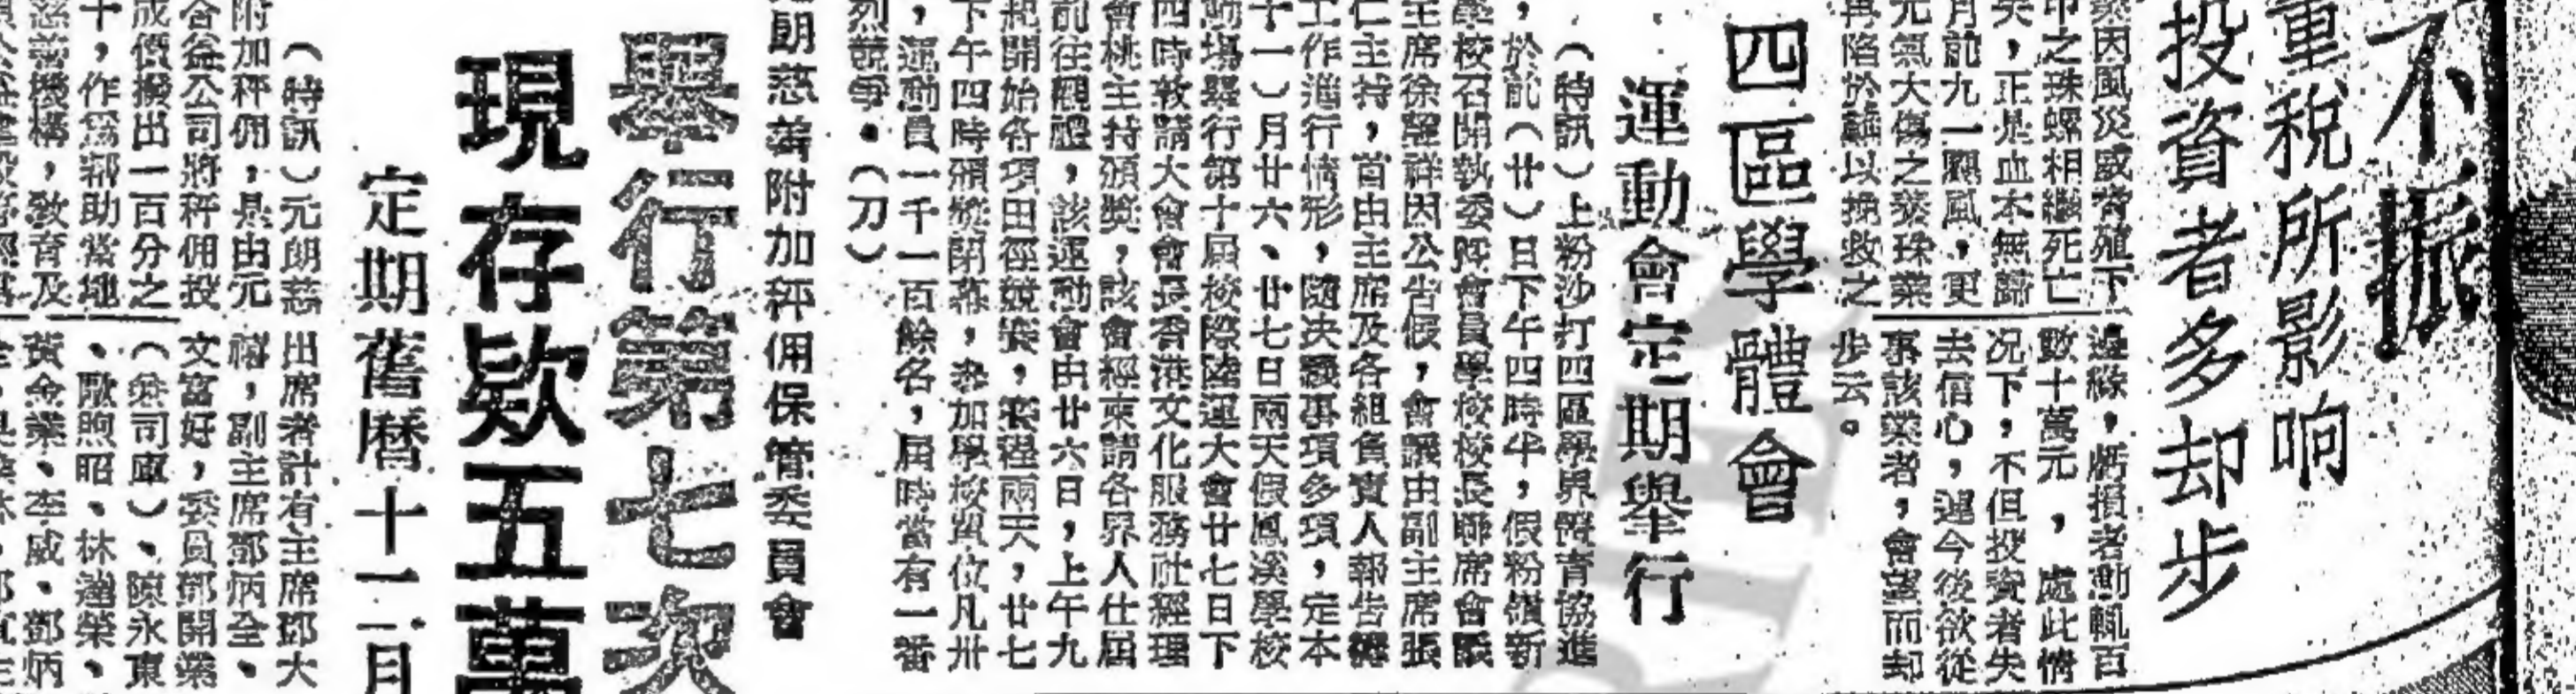 不振
重稅所影响
投資者多却步
業因風災威脅殖下
中之珠螺相繼死亡
矣，正是血本無歸
月前九一颶風，更
元氣大傷之養珠業
再陷於難以挽救之
邊緣，虧損者動輒百
數十萬元，處此情
况下，不但投資者失
去信心，連今後欲從
事該業者，會望而却
步云。
四區學體會
運動會定期舉行
（特訊）上粉沙打四區學界體育協進
，於前（廿）日下午四時半，假粉嶺新
學校召開執委暨會員學校校長聯席會議
主席徐 祥因公告假，會議由副主席張
仁主持，首由主席及各組負責人報告
工作進行情形，隨決議事項多項，定本
十一）月廿六、廿七日兩天假鳳溪學校
動場舉行第十屆校際陸運大會廿七日下
四時敦請大會會長香港文化服務社經理
會桃主持頒獎，該會經柬請各界人仕屆
前往觀禮，該運動會由廿六日，上午九
起開始各項田徑競賽，賽程兩天，廿七
下午四時頒獎閉幕，參加學校單位凡卅
，運動員一千一百餘名，屆時當有一番
烈競爭。（刀）
朗慈善附加秤佣保管委員會
舉行第七次
現存欵五萬
定期舊曆十二月
（時訊）元朗慈
附加秤佣，是由元
合益公司將秤佣投
成價撥出一百分之
十，作爲幫助當地
慈善機構，敎育及
出席者計有主席鄧大
禧，副主席鄧炳全、
文富好，委員鄧開業
（兼司庫）、陳永東
、歐照昭、林達榮、
黃金業、李威、鄧炳